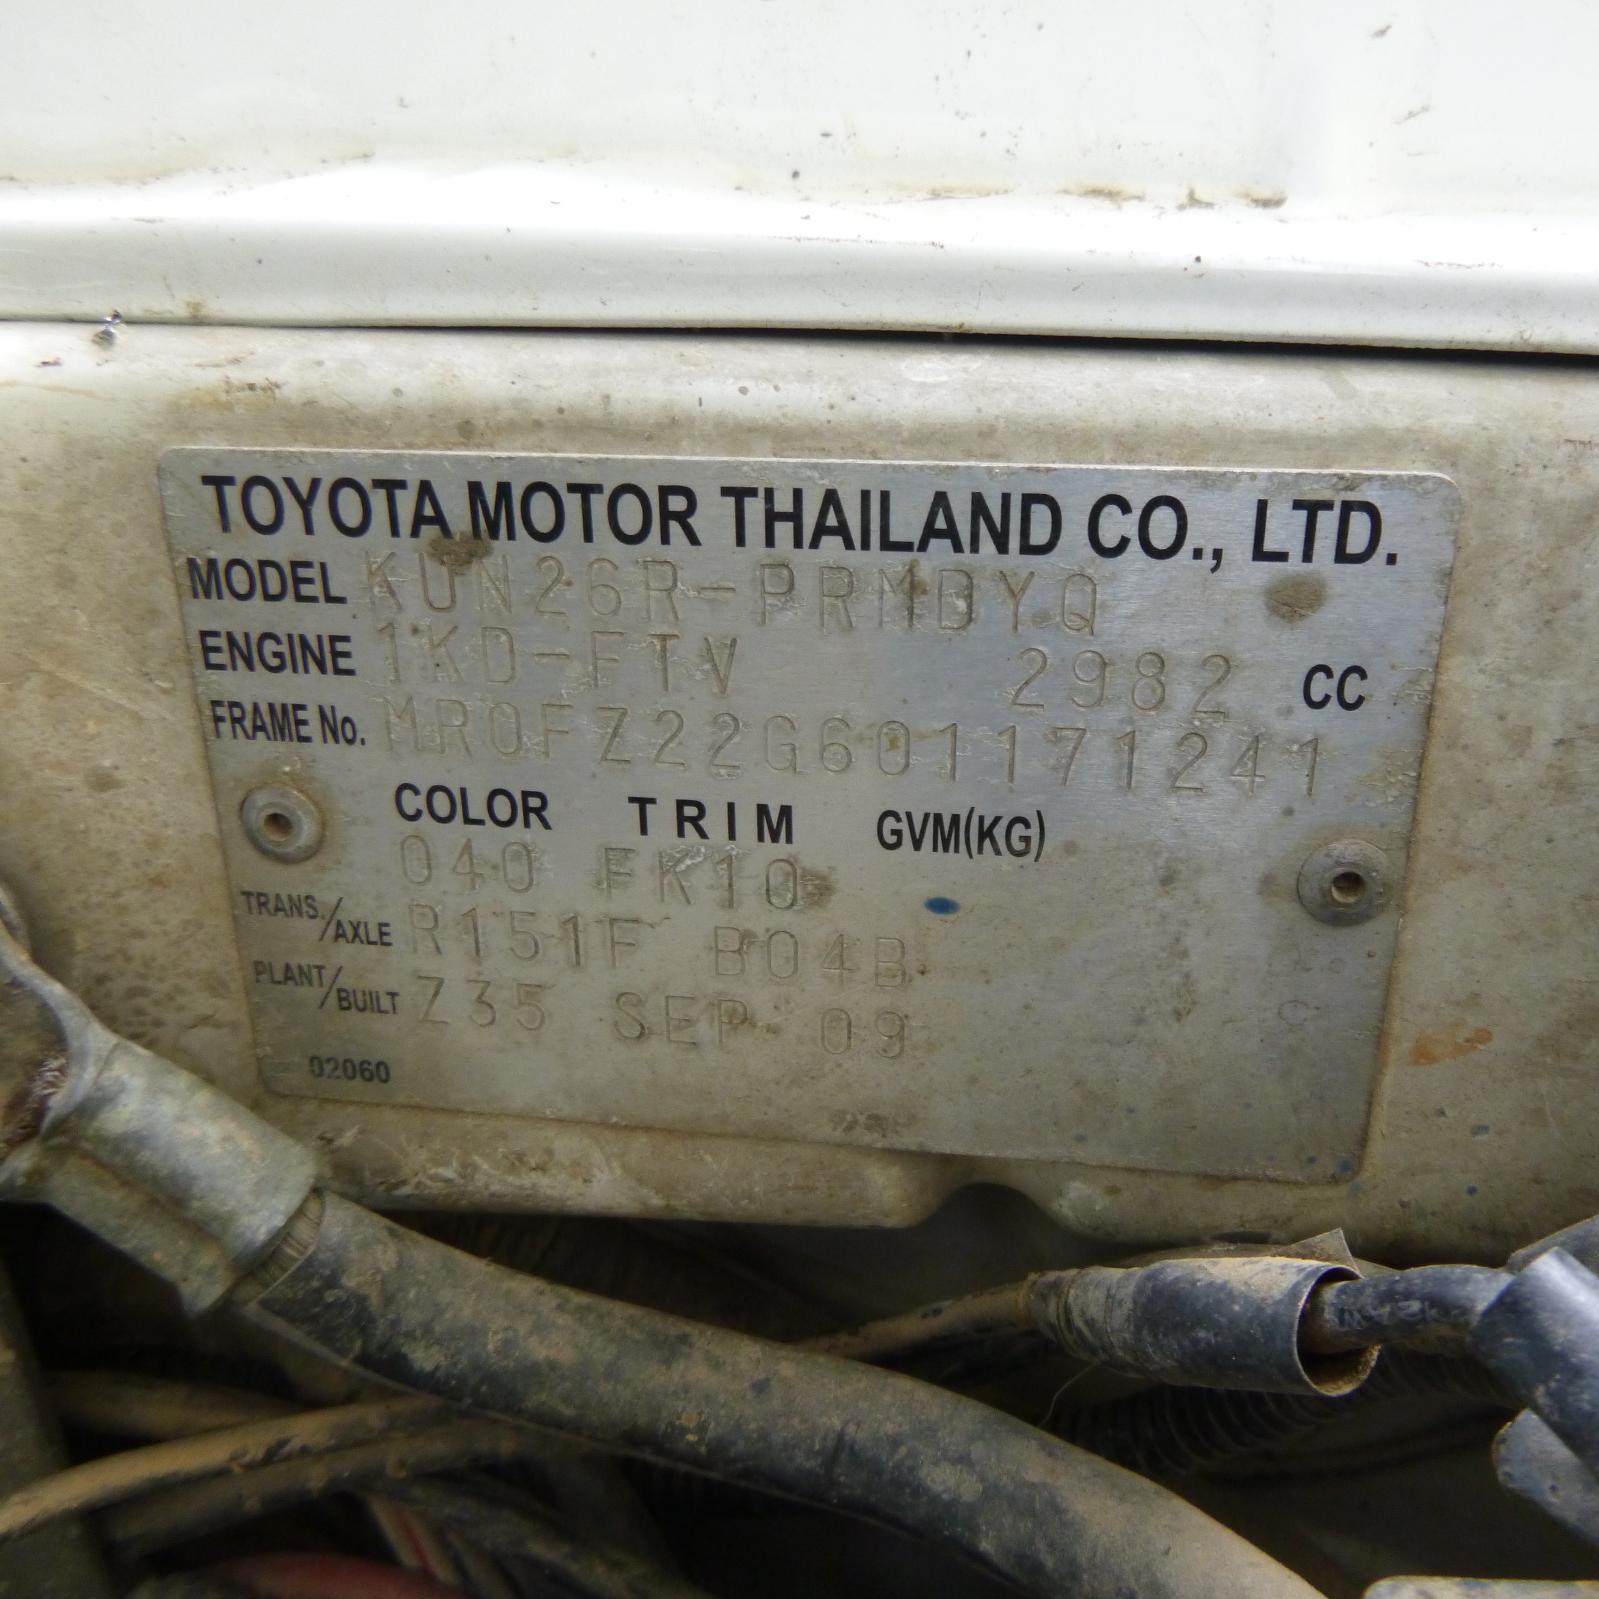 TOYOTA MOTOR THAILAND CO., LTD.
MODEL KUN26R-PRMDYQ
ENGINE 1KD-FTV 2982 CC
FRAME No. MR0FZ22G601171241
COLOR TRIM GVM(KG)
040 FK10
TRANS./AXLE R151F B04B
PLANT/BUILT Z35 SEP 09
02060